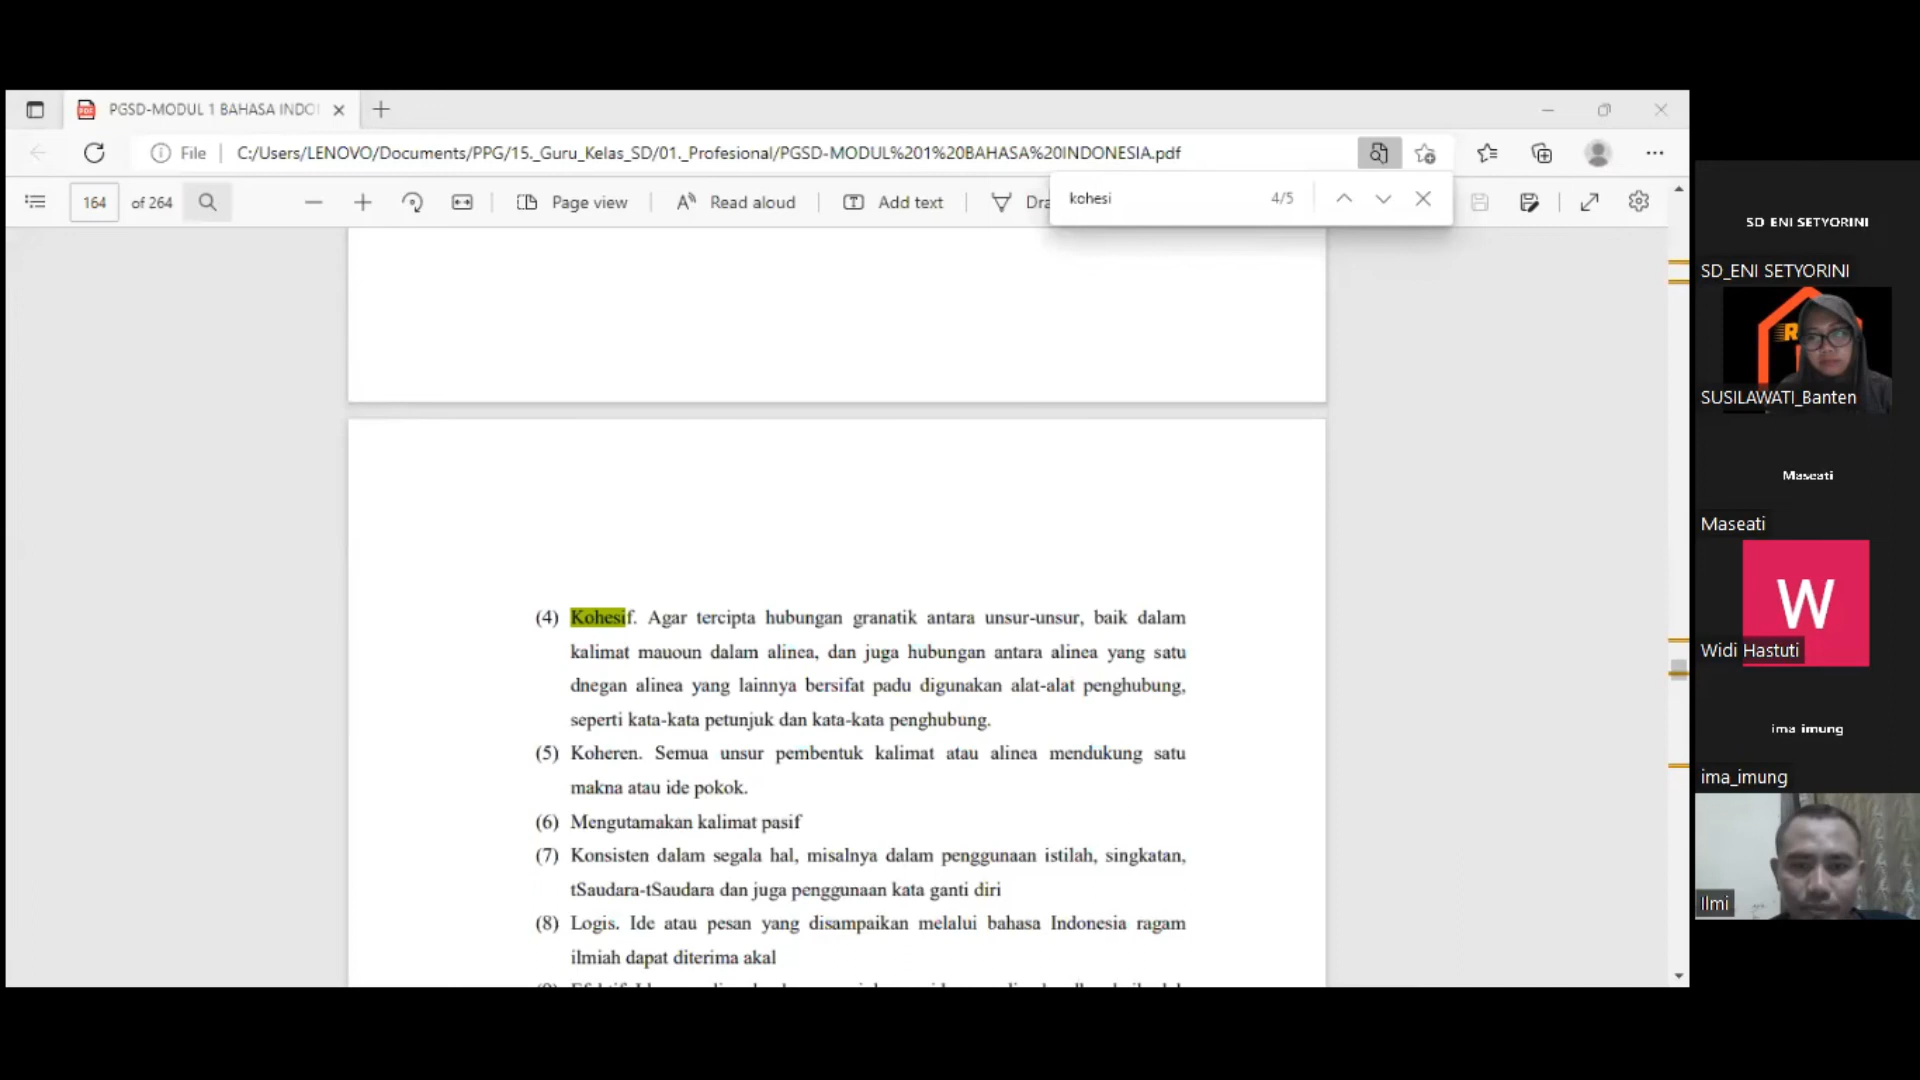 PGSD-MODUL 1 BAHASA INDO
File
C:/Users/LENOVO/Documents/PPG/15._Guru_Kelas_SD/01._Profesional/PGSD-MODUL%201%20BAHASA%20INDONESIA.pdf
164 of 264
Page view
Read aloud
Add text
Dra
kohesi 4/5
(4) Kohesif. Agar tercipta hubungan granatik antara unsur-unsur, baik dalam
kalimat mauoun dalam alinea, dan juga hubungan antara alinea yang satu
dnegan alinea yang lainnya bersifat padu digunakan alat-alat penghubung,
seperti kata-kata petunjuk dan kata-kata penghubung.
(5) Koheren. Semua unsur pembentuk kalimat atau alinea mendukung satu
makna atau ide pokok.
(6) Mengutamakan kalimat pasif
(7) Konsisten dalam segala hal, misalnya dalam penggunaan istilah, singkatan,
tSaudara-tSaudara dan juga penggunaan kata ganti diri
(8) Logis. Ide atau pesan yang disampaikan melalui bahasa Indonesia ragam
ilmiah dapat diterima akal
SD ENI SETYORINI
SD_ENI SETYORINI
SUSILAWATI_Banten
Maseati
Maseati
W
Widi Hastuti
ima imung
ima_imung
Ilmi